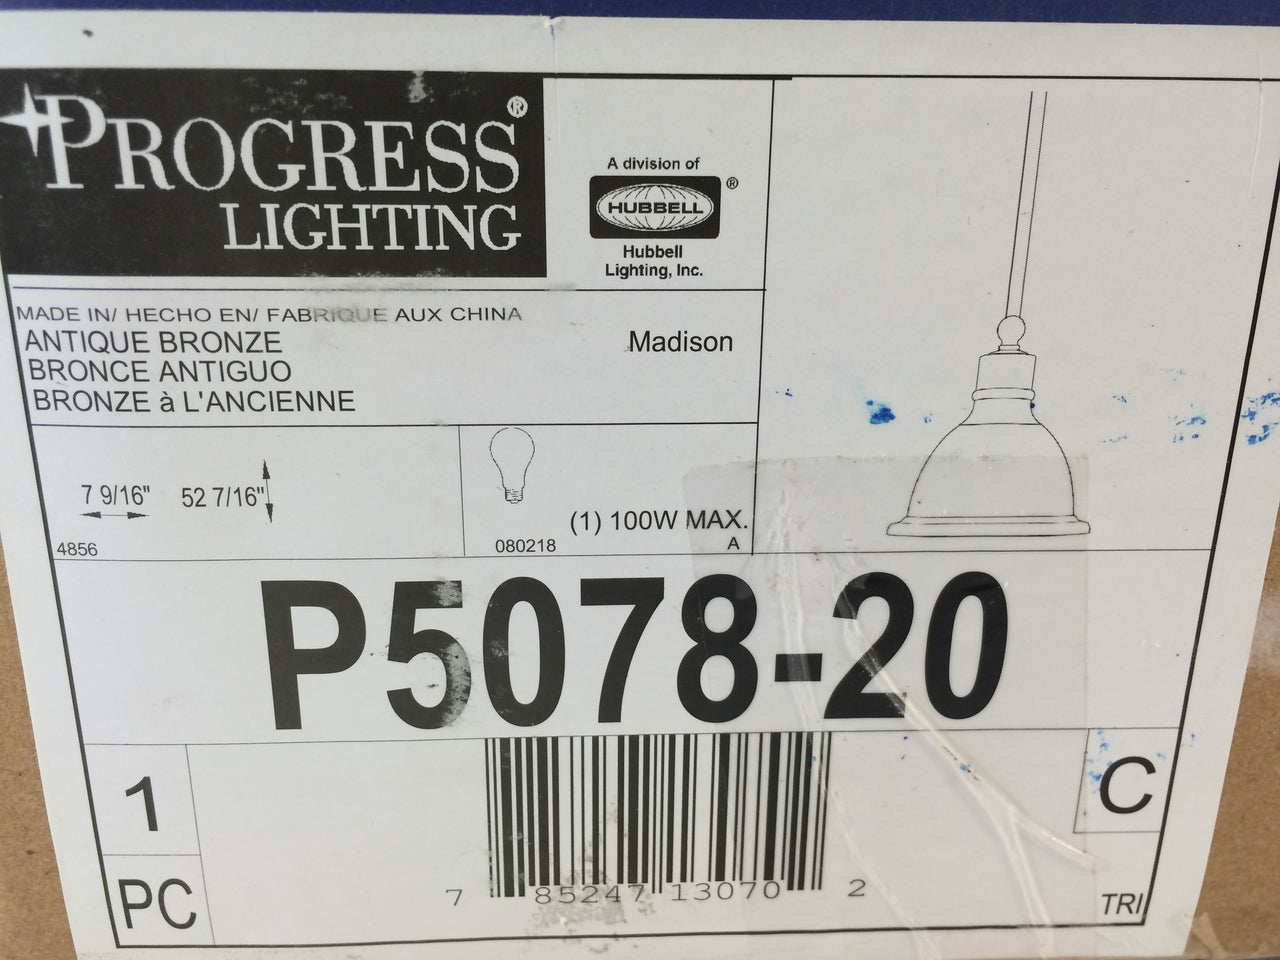 PROGRESS®
LIGHTING
A division of
HUBBELL®
Hubbell
Lighting, Inc.
MADE IN/ HECHO EN/ FABRIQUE AUX CHINA
ANTIQUE BRONZE
Madison
BRONCE ANTIGUO
BRONZE à L'ANCIENNE
7 9/16" 52 7/16"
(1) 100W MAX.
4856
080218
A
P5078-20
1
PC
C
7 85247 13070 2
TRI